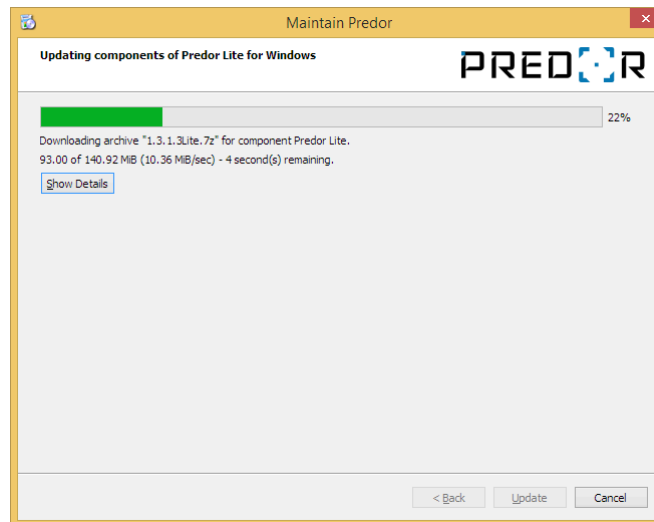 Maintain Predor
Updating components of Predor Lite for Windows
PREDOR
22%
Downloading archive "1.3.1.3Lite.7z" for component Predor Lite.
93.00 of 140.92 MiB (10.36 MiB/sec) - 4 second(s) remaining.
Show Details
< Back Update Cancel